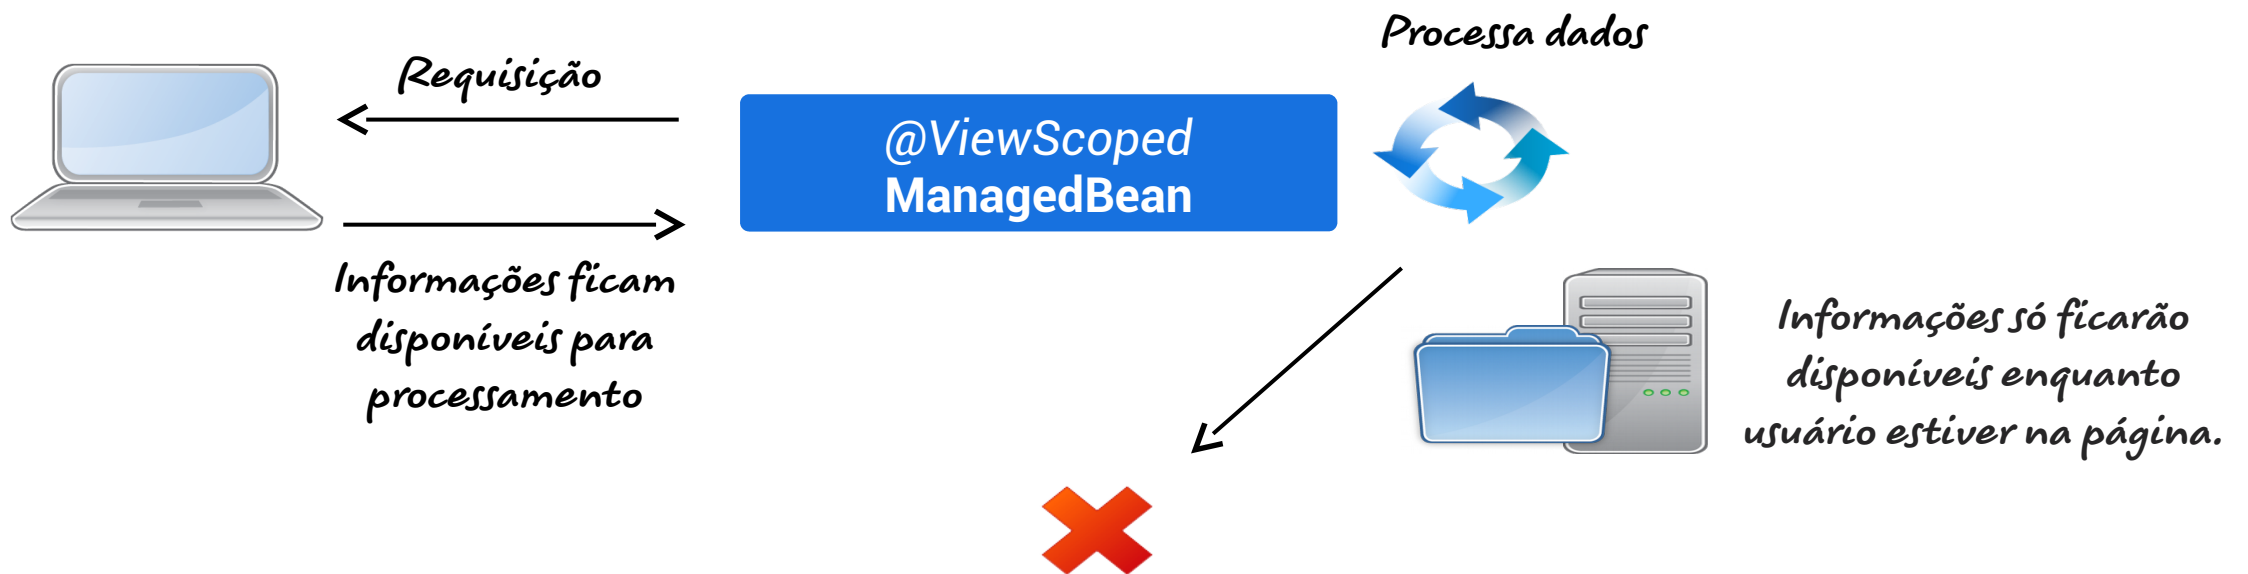 Processa dados
Requisição
@ViewScoped
ManagedBean
Informações ficam
disponíveis para
processamento
Informações só ficarão
disponíveis enquanto
usuário estiver na página.